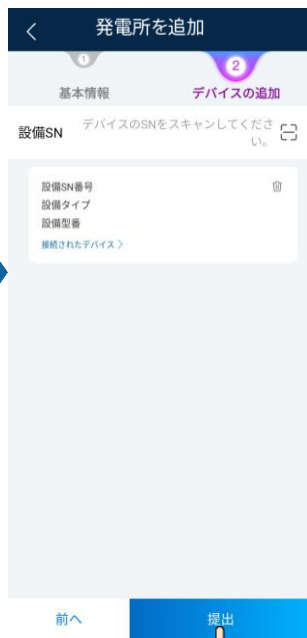 発電所を追加
1
2
基本情報
デバイスの追加
設備SN
デバイスのSNをスキャンしてくださ
い。
設備SN番号
設備タイプ
設備型番
接続されたデバイス
前へ
提出